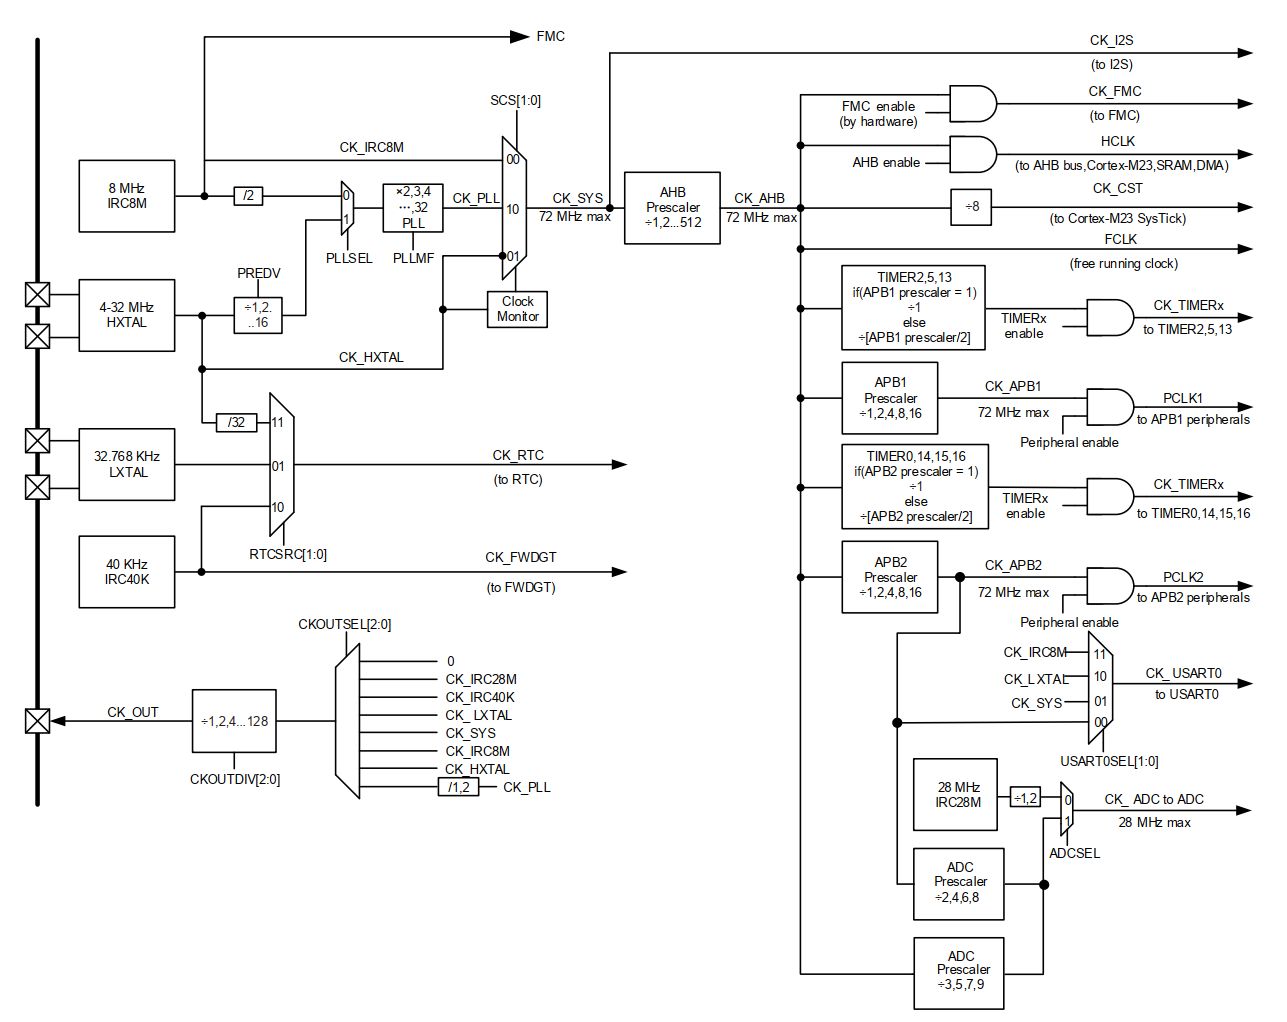 FMC
CK_I2S
(to I2S)
SCS[1:0]
CK_FMC
FMC enable
(by hardware)
(to FMC)
HCLK
AHB enable
(to AHB bus,Cortex-M23,SRAM,DMA)
CK_IRC8M
00
8 MHz
IRC8M
/2
0
1
PLLSEL
×2,3,4
…,32
PLL
PLLMF
CK_PLL
10
CK_SYS
72 MHz max
AHB
Prescaler
÷1,2...512
CK_AHB
72 MHz max
÷8
CK_CST
(to Cortex-M23 SysTick)
FCLK
(free running clock)
01
Clock
Monitor
4-32 MHz
HXTAL
PREDV
÷1,2.
..16
CK_HXTAL
TIMER2,5,13
if(APB1 prescaler = 1)
÷1
else
÷[APB1 prescaler/2]
TIMERx
enable
CK_TIMERx
to TIMER2,5,13
APB1
Prescaler
÷1,2,4,8,16
CK_APB1
72 MHz max
Peripheral enable
PCLK1
to APB1 peripherals
/32
11
32.768 KHz
LXTAL
01
CK_RTC
(to RTC)
10
RTCSRC[1:0]
TIMER0,14,15,16
if(APB2 prescaler = 1)
÷1
else
÷[APB2 prescaler/2]
TIMERx
enable
CK_TIMERx
to TIMER0,14,15,16
40 KHz
IRC40K
CK_FWDGT
(to FWDGT)
APB2
Prescaler
÷1,2,4,8,16
CK_APB2
72 MHz max
Peripheral enable
PCLK2
to APB2 peripherals
CKOUTSEL[2:0]
0
CK_IRC28M
CK_IRC40K
CK_LXTAL
CK_SYS
CK_IRC8M
CK_HXTAL
/1,2
CK_PLL
CK_OUT
÷1,2,4...128
CKOUTDIV[2:0]
CK_IRC8M
11
CK_LXTAL
10
CK_SYS
01
00
CK_USART0
to USART0
USART0SEL[1:0]
28 MHz
IRC28M
÷1,2
0
1
CK_ ADC to ADC
28 MHz max
ADCSEL
ADC
Prescaler
÷2,4,6,8
ADC
Prescaler
÷3,5,7,9